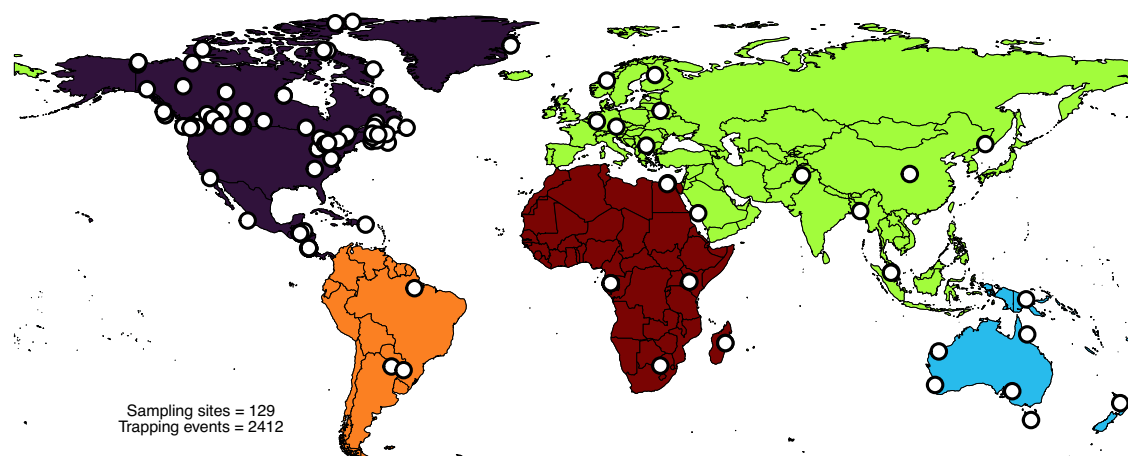 Sampling sites = 129
Trapping events = 2412